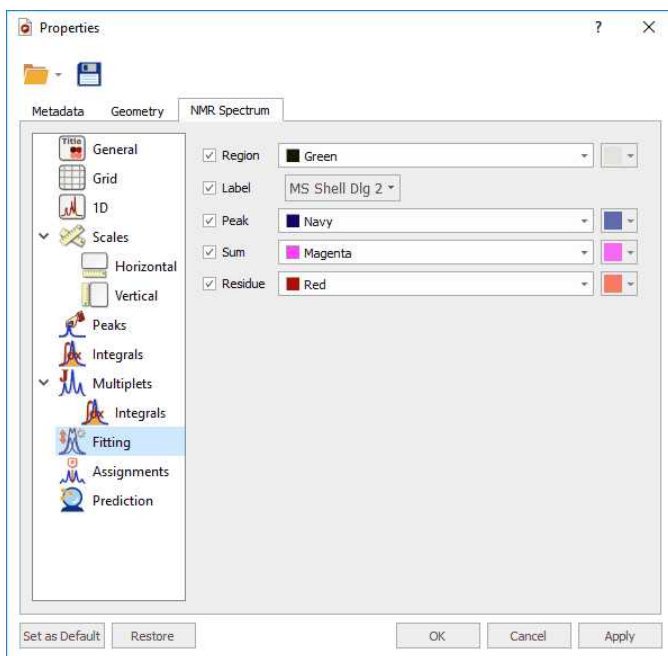 Properties
?
Metadata Geometry NMR Spectrum
Title
General
Grid
1D
Scales
Horizontal
Vertical
Peaks
Integrals
Multiplets
Integrals
Fitting
Assignments
Prediction
Region Green
Label MS Shell Dlg 2
Peak Navy
Sum Magenta
Residue Red
Set as Default Restore OK Cancel Apply